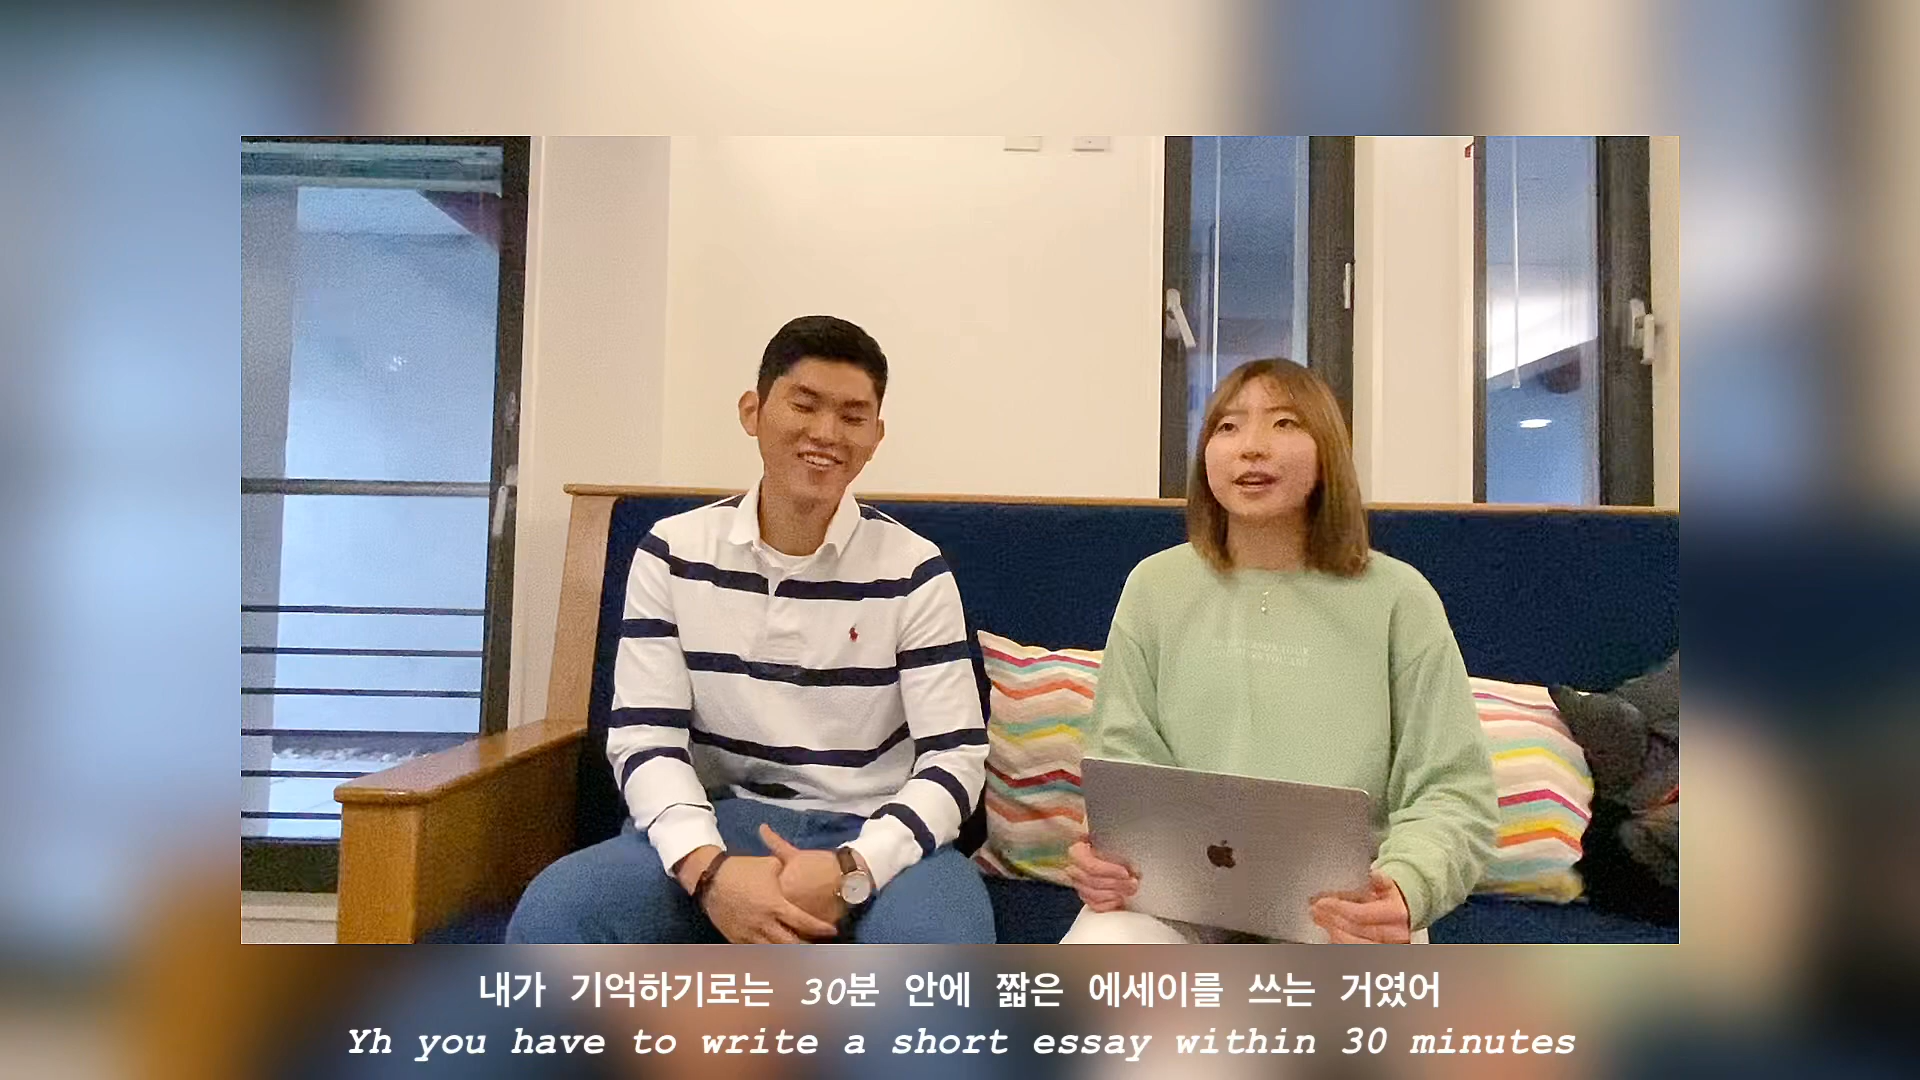 내가 기억하기로는 30분 안에 짧은 에세이를 쓰는 거였어
Yh you have to write a short essay within 30 minutes